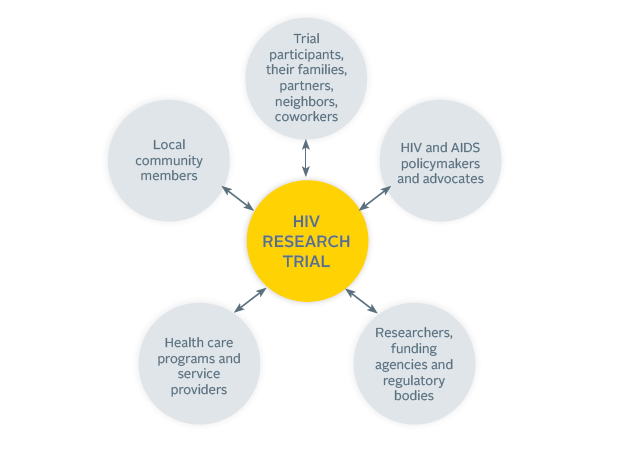 Trial
participants,
their families,
partners,
neighbors,
coworkers
Local
community
members
HIV and AIDS
policymakers
and advocates
HIV
RESEARCH
TRIAL
Health care
programs and
service
providers
Researchers,
funding
agencies and
regulatory
bodies